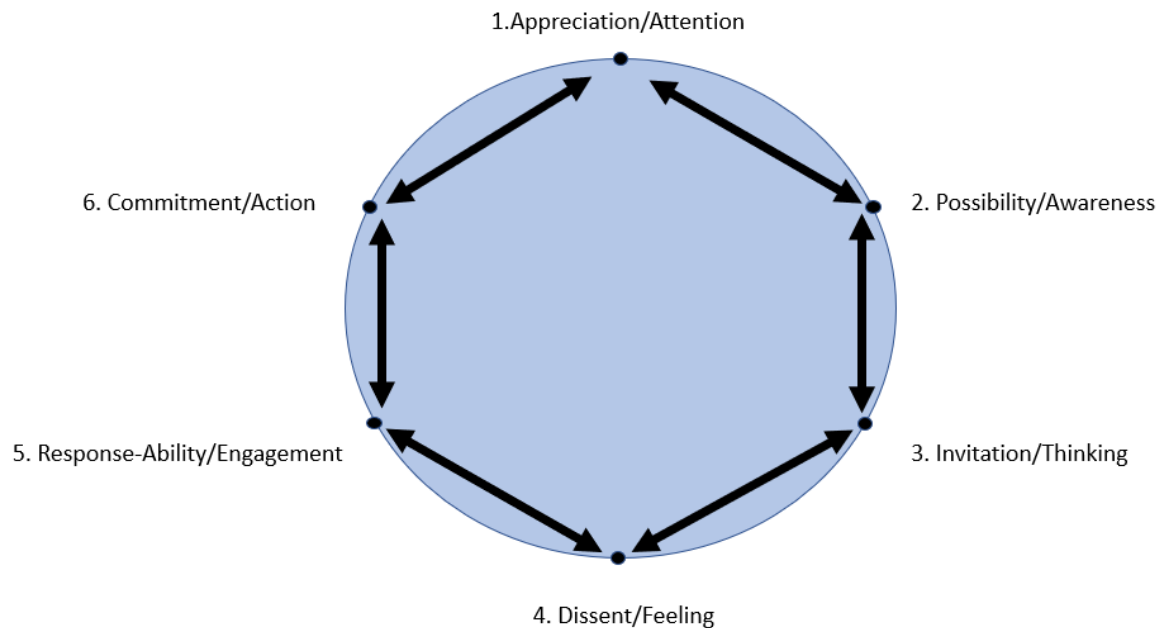 1.Appreciation/Attention
2. Possibility/Awareness
3. Invitation/Thinking
4. Dissent/Feeling
5. Response-Ability/Engagement
6. Commitment/Action